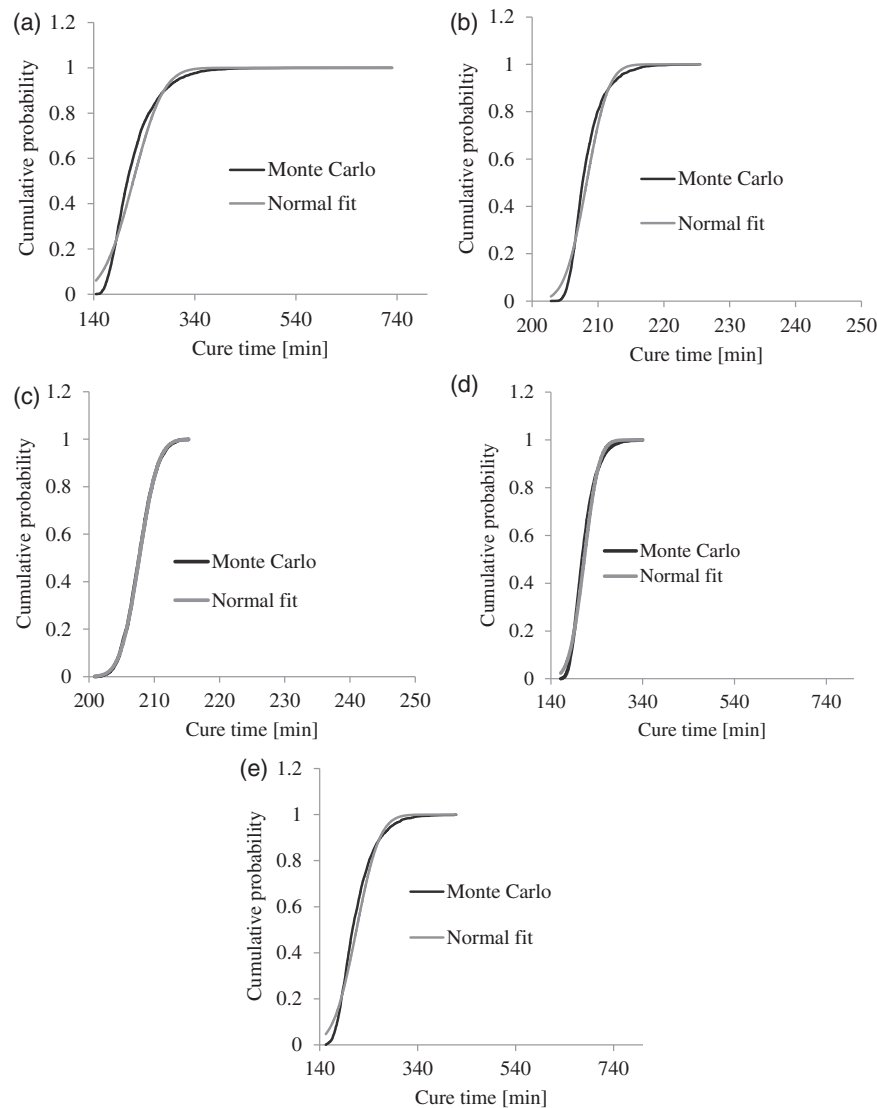 (a)
1.2
1
0.8
0.6
0.4
0.2
0
Cumulative probability
Monte Carlo
Normal fit
140 340 540 740
Cure time [min]
(b)
1.2
1
0.8
0.6
0.4
0.2
0
Cumulative probability
Monte Carlo
Normal fit
200 210 220 230 240 250
Cure time [min]
(c)
1.2
1
0.8
0.6
0.4
0.2
0
Cumulative probability
Monte Carlo
Normal fit
200 210 220 230 240 250
Cure time [min]
(d)
1.2
1
0.8
0.6
0.4
0.2
0
Cumulative probability
Monte Carlo
Normal fit
140 340 540 740
Cure time [min]
(e)
1.2
1
0.8
0.6
0.4
0.2
0
Cumulative probability
Monte Carlo
Normal fit
140 340 540 740
Cure time [min]